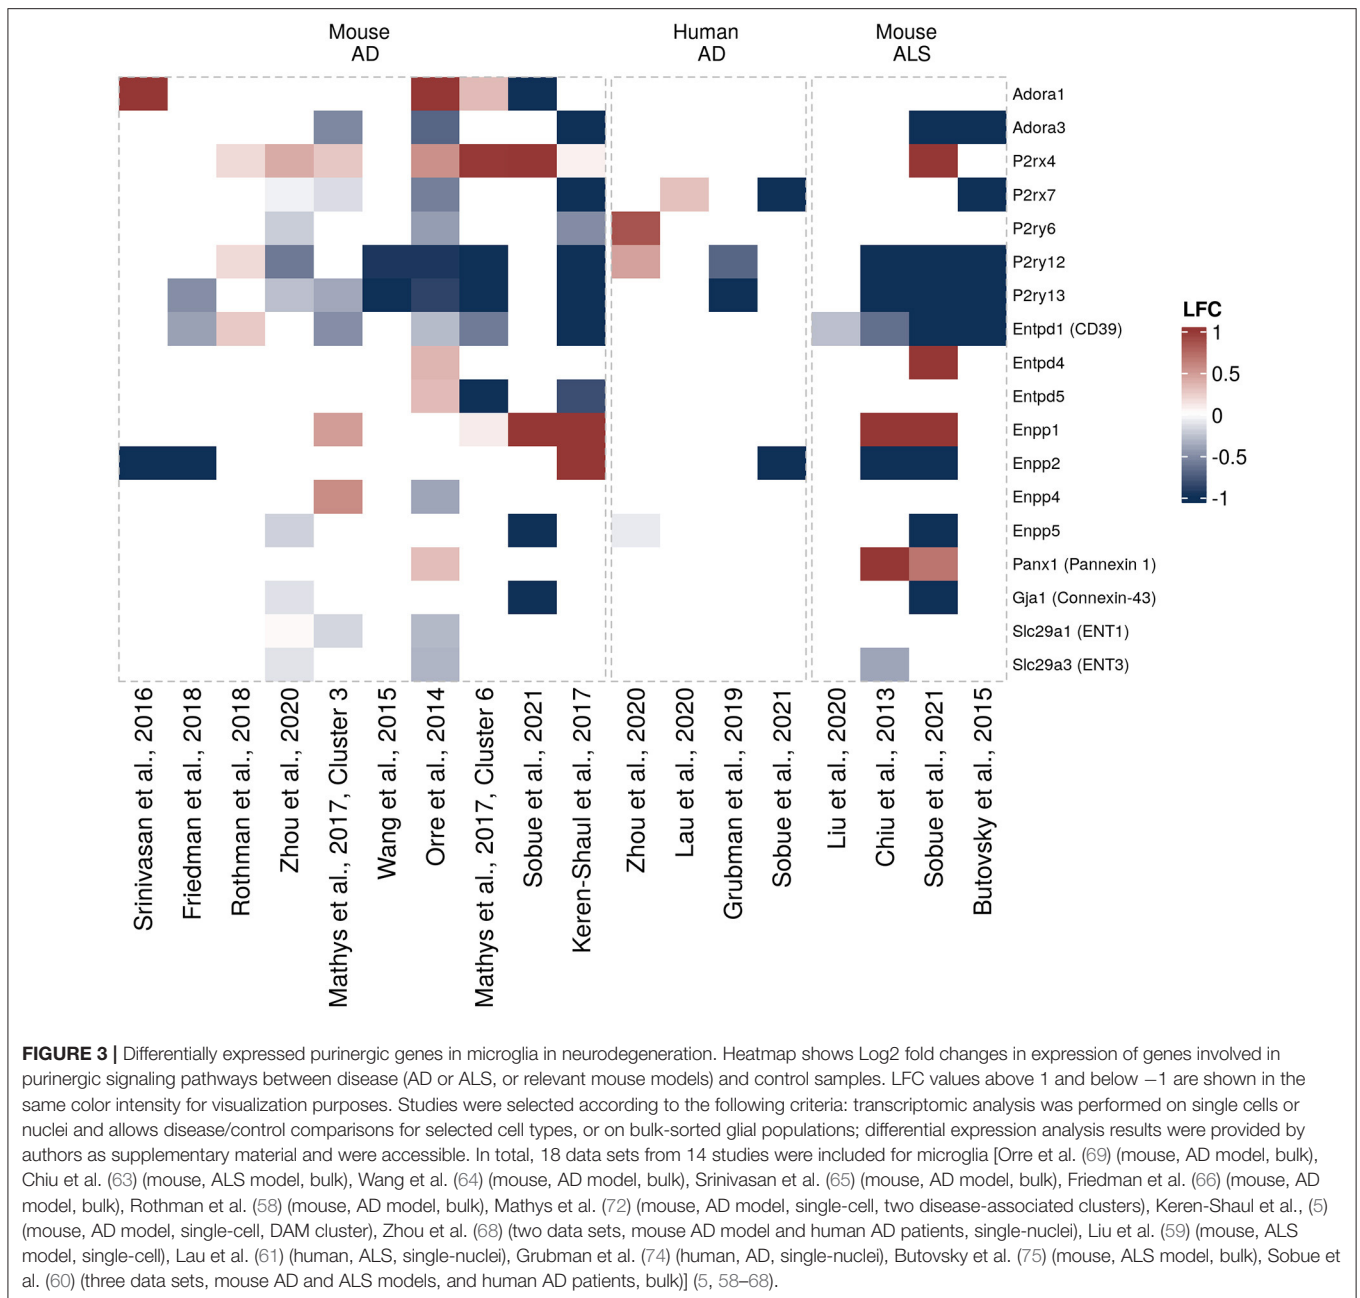 Mouse
AD
Human
AD
Mouse
ALS
Adora1
Adora3
P2rx4
P2rx7
P2ry6
P2ry12
P2ry13
Entpd1 (CD39)
Entpd4
Entpd5
Enpp1
Enpp2
Enpp4
Enpp5
Panx1 (Pannexin 1)
Gja1 (Connexin-43)
Slc29a1 (ENT1)
Slc29a3 (ENT3)
LFC
1
0.5
0
-0.5
-1
Srinivasan et al., 2016
Friedman et al., 2018
Rothman et al., 2018
Zhou et al., 2020
Mathys et al., 2017, Cluster 3
Wang et al., 2015
Orre et al., 2014
Mathys et al., 2017, Cluster 6
Sobue et al., 2021
Keren-Shaul et al., 2017
Zhou et al., 2020
Lau et al., 2020
Grubman et al., 2019
Sobue et al., 2021
Liu et al., 2020
Chiu et al., 2013
Sobue et al., 2021
Butovsky et al., 2015
FIGURE 3 | Differentially expressed purinergic genes in microglia in neurodegeneration. Heatmap shows Log2 fold changes in expression of genes involved in
purinergic signaling pathways between disease (AD or ALS, or relevant mouse models) and control samples. LFC values above 1 and below −1 are shown in the
same color intensity for visualization purposes. Studies were selected according to the following criteria: transcriptomic analysis was performed on single cells or
nuclei and allows disease/control comparisons for selected cell types, or on bulk-sorted glial populations; differential expression analysis results were provided by
authors as supplementary material and were accessible. In total, 18 data sets from 14 studies were included for microglia [Orre et al. (69) (mouse, AD model, bulk),
Chiu et al. (63) (mouse, ALS model, bulk), Wang et al. (64) (mouse, AD model, bulk), Srinivasan et al. (65) (mouse, AD model, bulk), Friedman et al. (66) (mouse, AD
model, bulk), Rothman et al. (58) (mouse, AD model, bulk), Mathys et al. (72) (mouse, AD model, single-cell, two disease-associated clusters), Keren-Shaul et al., (5)
(mouse, AD model, single-cell, DAM cluster), Zhou et al. (68) (two data sets, mouse AD model and human AD patients, single-nuclei), Liu et al. (59) (mouse, ALS
model, single-cell), Lau et al. (61) (human, ALS, single-nuclei), Grubman et al. (74) (human, AD, single-nuclei), Butovsky et al. (75) (mouse, ALS model, bulk), Sobue et
al. (60) (three data sets, mouse AD and ALS models, and human AD patients, bulk)] (5, 58–68).